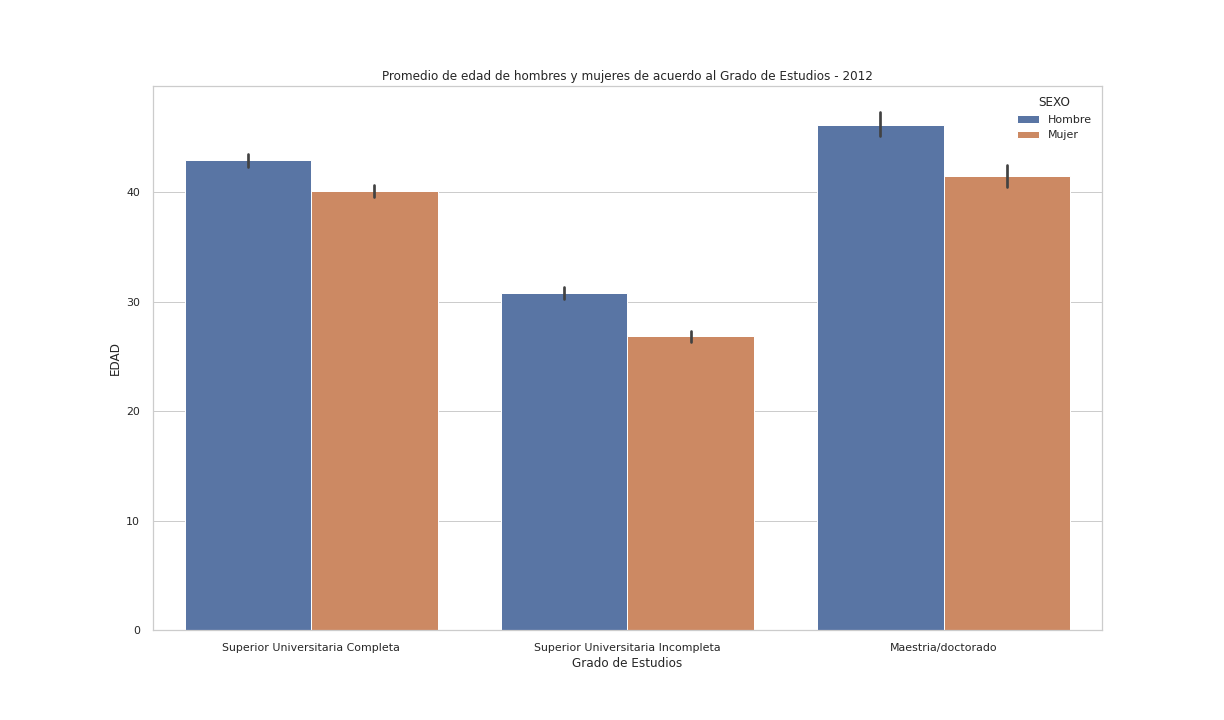 Promedio de edad de hombres y mujeres de acuerdo al Grado de Estudios - 2012
SEXO
Hombre
Mujer
40
30
20
10
0
EDAD
Superior Universitaria Completa
Superior Universitaria Incompleta
Maestria/doctorado
Grado de Estudios